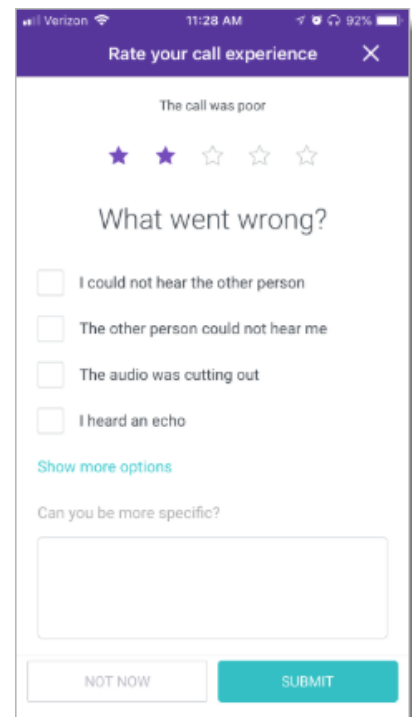 Verizon 11:28 AM 92%
Rate your call experience
The call was poor
What went wrong?
I could not hear the other person
The other person could not hear me
The audio was cutting out
I heard an echo
Show more options
Can you be more specific?
NOT NOW SUBMIT